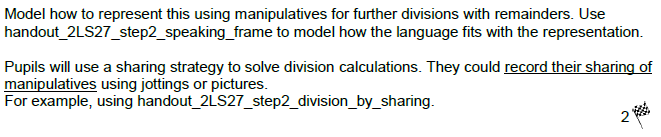 Model how to represent this using manipulatives for further divisions with remainders. Use
handout_2LS27_step2_speaking_frame to model how the language fits with the representation.
Pupils will use a sharing strategy to solve division calculations. They could record their sharing of
manipulatives using jottings or pictures.
For example, using handout_2LS27_step2_division_by_sharing.
2